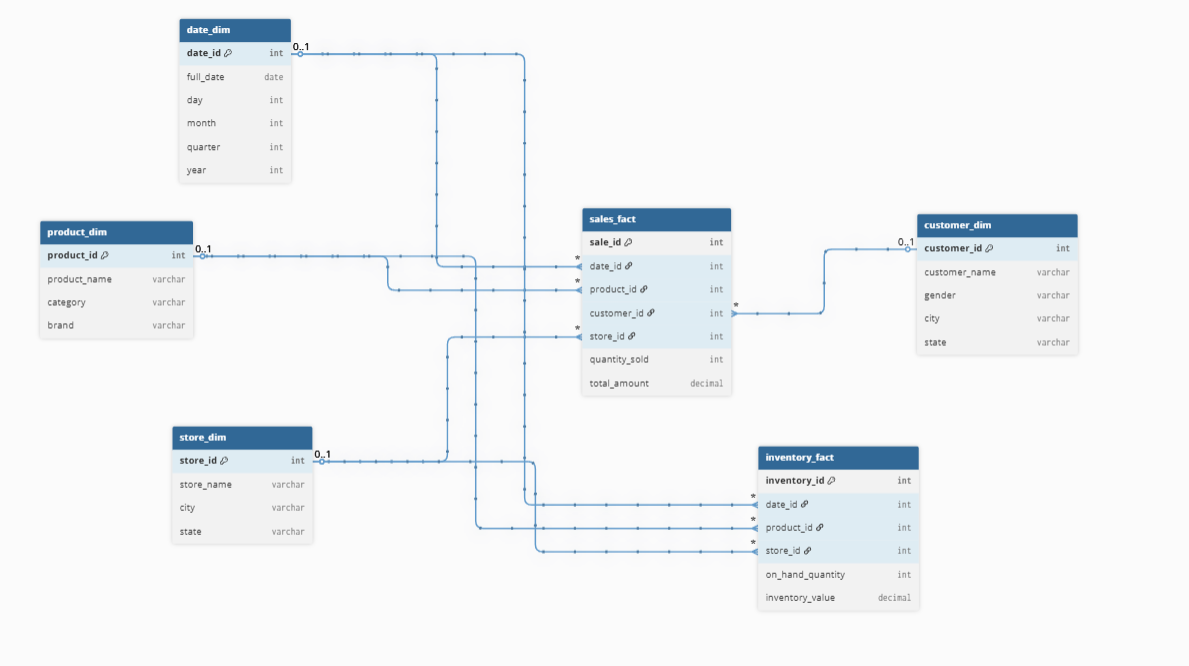 date_dim
date_id int
full_date date
day int
month int
quarter int
year int
0..1
product_dim
product_id int
product_name varchar
category varchar
brand varchar
0..1
sales_fact
sale_id int
* date_id int
* product_id int
customer_id int *
* store_id int
quantity_sold int
total_amount decimal
customer_dim
0..1 customer_id int
customer_name varchar
gender varchar
city varchar
state varchar
store_dim
store_id int
store_name varchar
city varchar
state varchar
0..1
inventory_fact
inventory_id int
* date_id int
* product_id int
* store_id int
on_hand_quantity int
inventory_value decimal